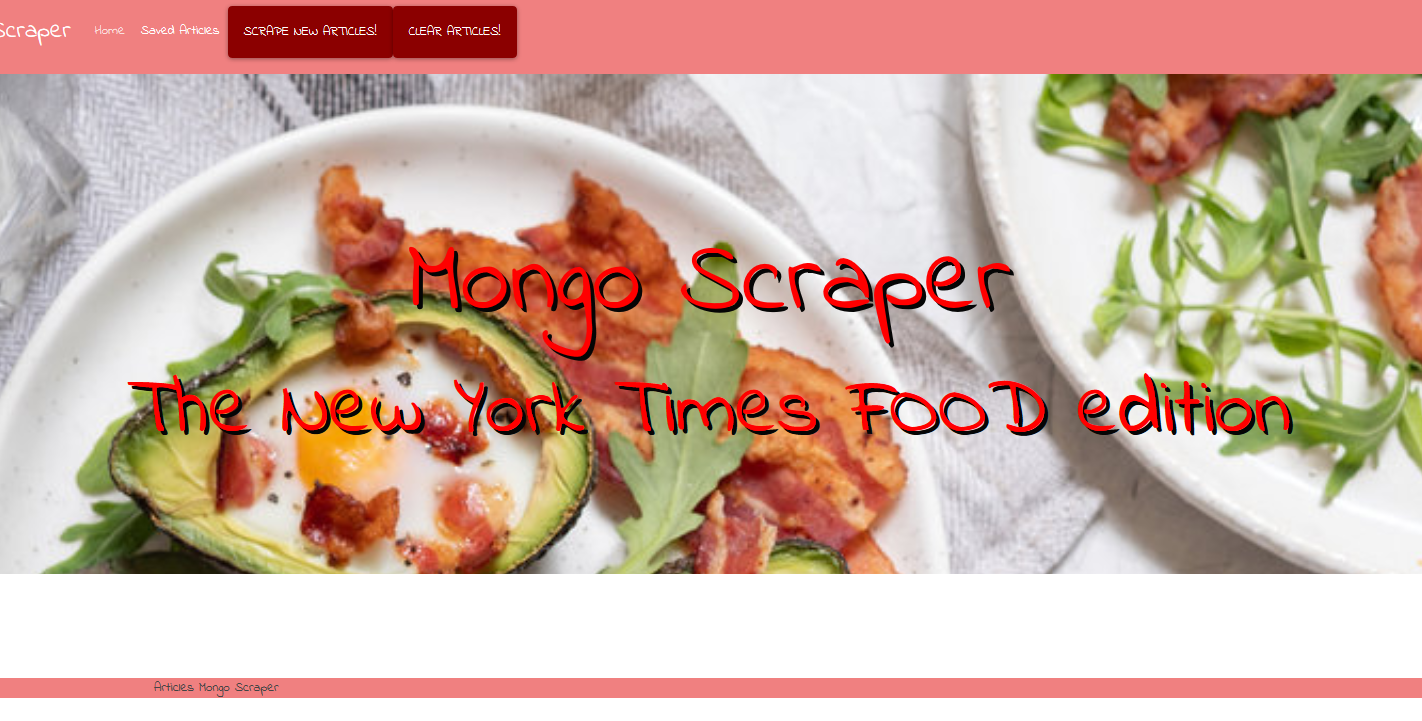 Scraper Home Saved Articles SCRAPE NEW ARTICLES! CLEAR ARTICLES!
Mongo Scraper
The New York Times FOOD edition
Articles Mongo Scraper